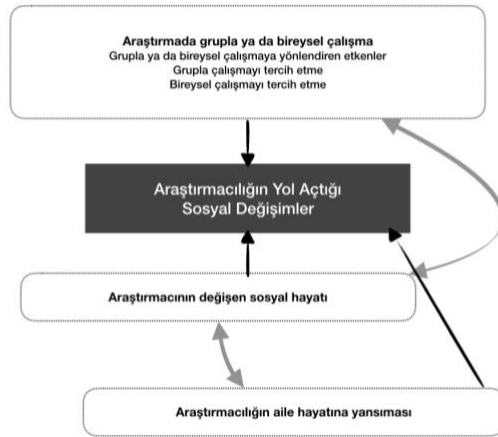 Araştırmada grupla ya da bireysel çalışma
Grupla ya da bireysel çalışmaya yönlendiren etkenler
Grupla çalışmayı tercih etme
Bireysel çalışmayı tercih etme
Araştırmacılığın Yol Açtığı
Sosyal Değişimler
Araştırmacının değişen sosyal hayatı
Araştırmacılığın aile hayatına yansıması